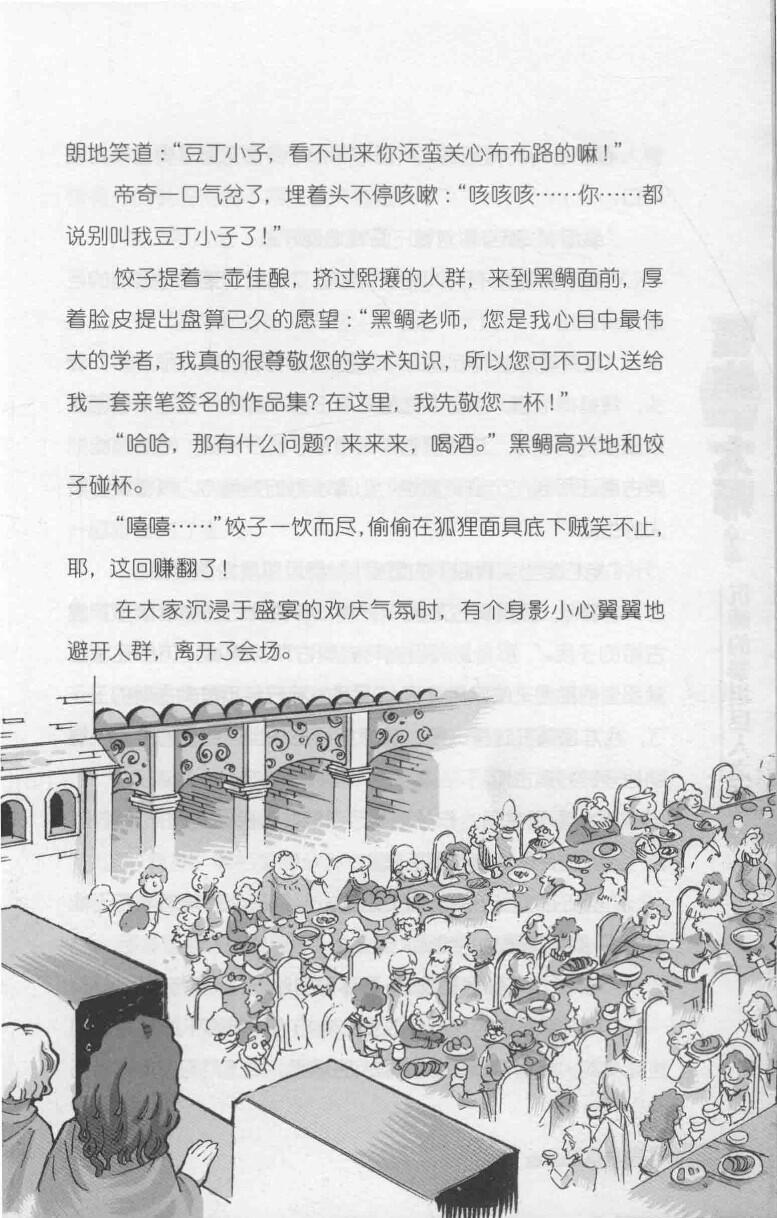 朗地笑道：“豆丁小子，看不出来你还蛮关心布布路的嘛！”
帝奇一口气岔了，埋着头不停咳嗽：“咳咳咳……你……都
说别叫我豆丁小子了！”
饺子提着一壶佳酿，挤过熙攘的人群，来到黑鲷面前，厚
着脸皮提出盘算已久的愿望：“黑鲷老师，您是我心目中最伟
大的学者，我真的很尊敬您的学术知识，所以您可不可以送给
我一套亲笔签名的作品集？在这里，我先敬您一杯！”
“哈哈，那有什么问题？来来来，喝酒。”黑鲷高兴地和饺
子碰杯。
“嘻嘻……”饺子一饮而尽，偷偷在狐狸面具底下贼笑不止，
耶，这回赚翻了！
在大家沉浸于盛宴的欢庆气氛时，有个身影小心翼翼地
避开人群，离开了会场。